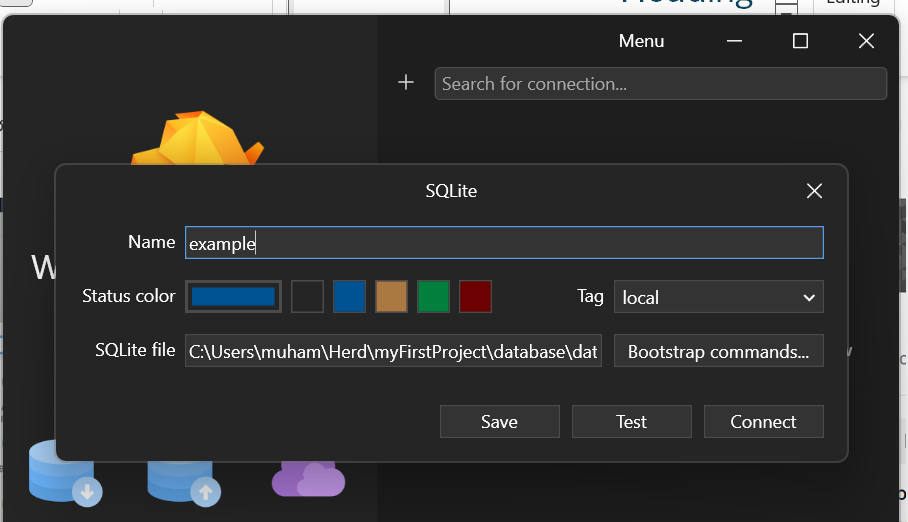 Editing
Menu
Search for connection...
SQLite
Name example
Status color Tag local
SQLite file C:\Users\muham\Herd\myFirstProject\database\dat Bootstrap commands...
Save Test Connect